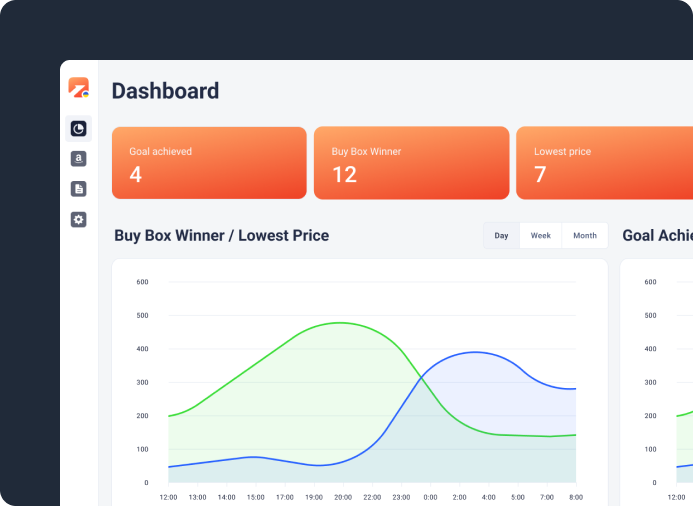 Dashboard
Goal achieved
4
Buy Box Winner
12
Lowest price
7
Buy Box Winner / Lowest Price
Day Week Month
600
500
400
300
200
100
0
12:00 13:00 14:00 15:00 17:00 19:00 20:00 22:00 23:00 0:00 2:00 4:00 5:00 7:00 8:00
Goal Achie
600
500
400
300
200
100
0
12:00
a